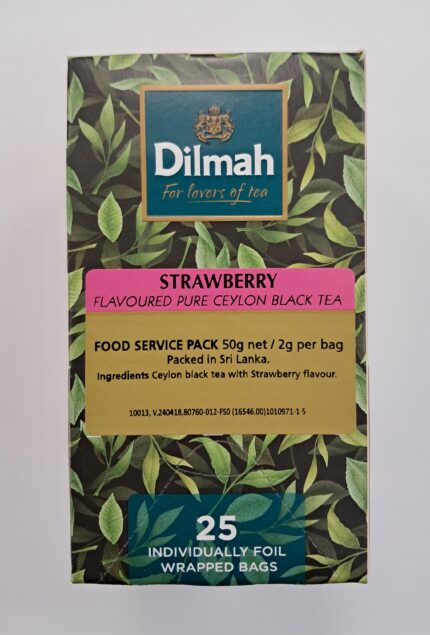 Dilmah
For lovers of tea
STRAWBERRY
FLAVOURED PURE CEYLON BLACK TEA
FOOD SERVICE PACK 50g net / 2g per bag
Packed in Sri Lanka.
Ingredients Ceylon black tea with Strawberry flavour.
10013, V.240418,80760-012-FS0 (16546.00)1010971-1-5
25
INDIVIDUALLY FOIL
WRAPPED BAGS